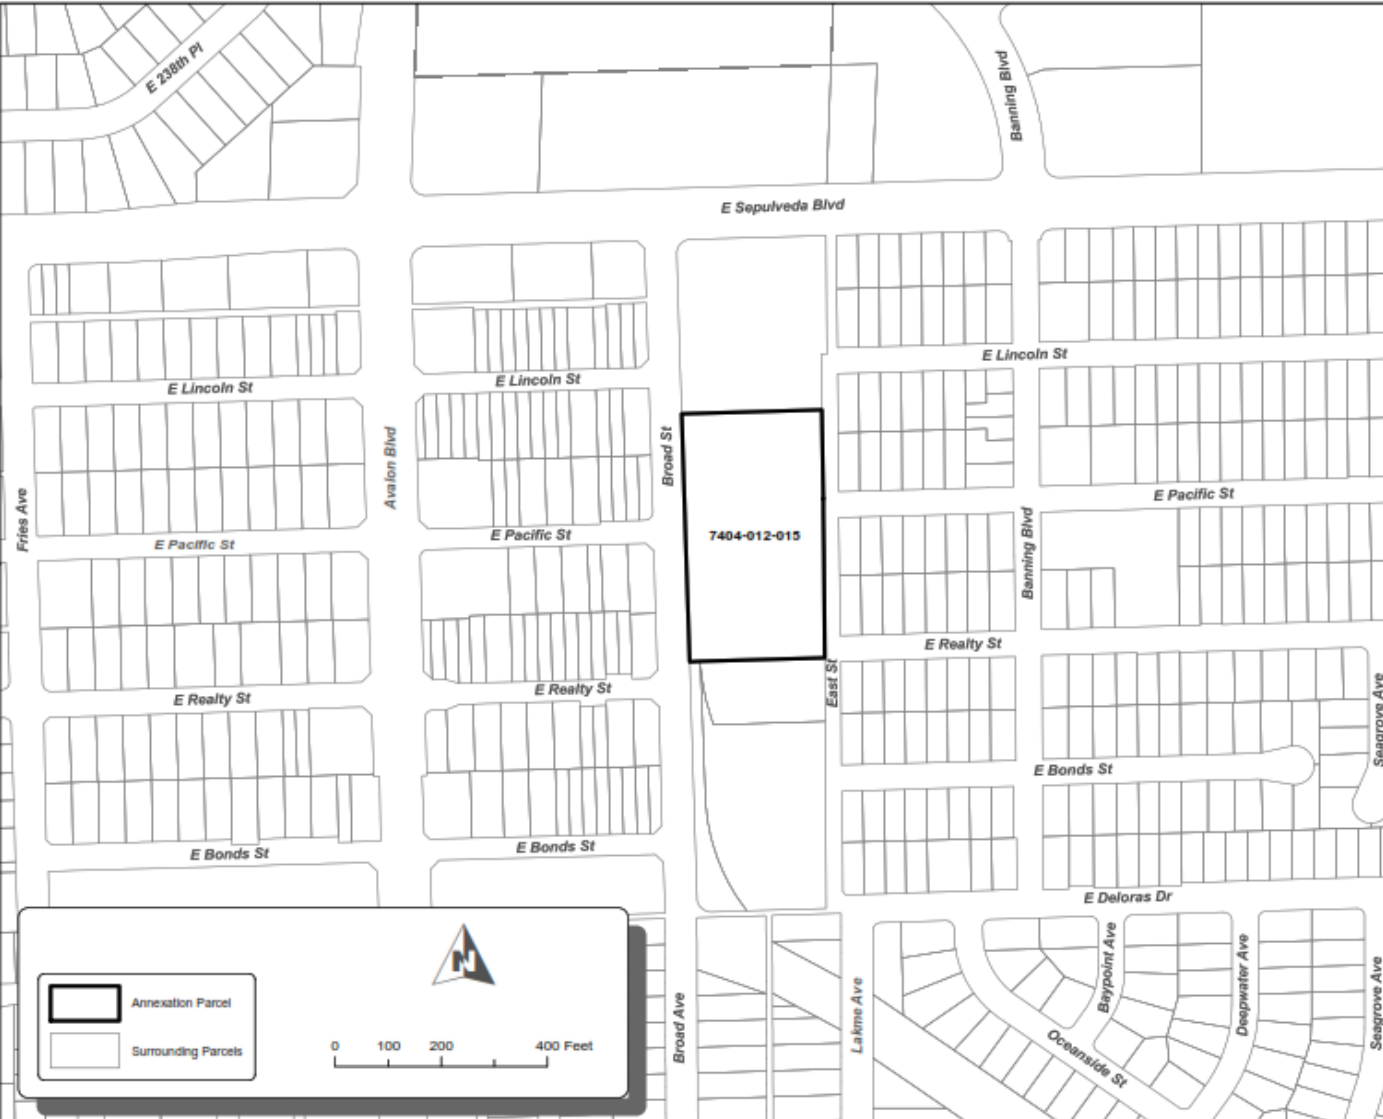 E 238th Pl
Banning Blvd
E Sepulveda Blvd
E Lincoln St
E Lincoln St
E Lincoln St
Avalon Blvd
Broad St
Fries Ave
E Pacific St
E Pacific St
E Pacific St
7404-012-015
Banning Blvd
E Realty St
E Realty St
E Realty St
East St
Seagrove Ave
E Bonds St
E Bonds St
E Bonds St
E Deloras Dr
N
Annexation Parcel
Surrounding Parcels
0 100 200 400 Feet
Broad Ave
Lakme Ave
Baypoint Ave
Deepwater Ave
Seagrove Ave
Oceanside St